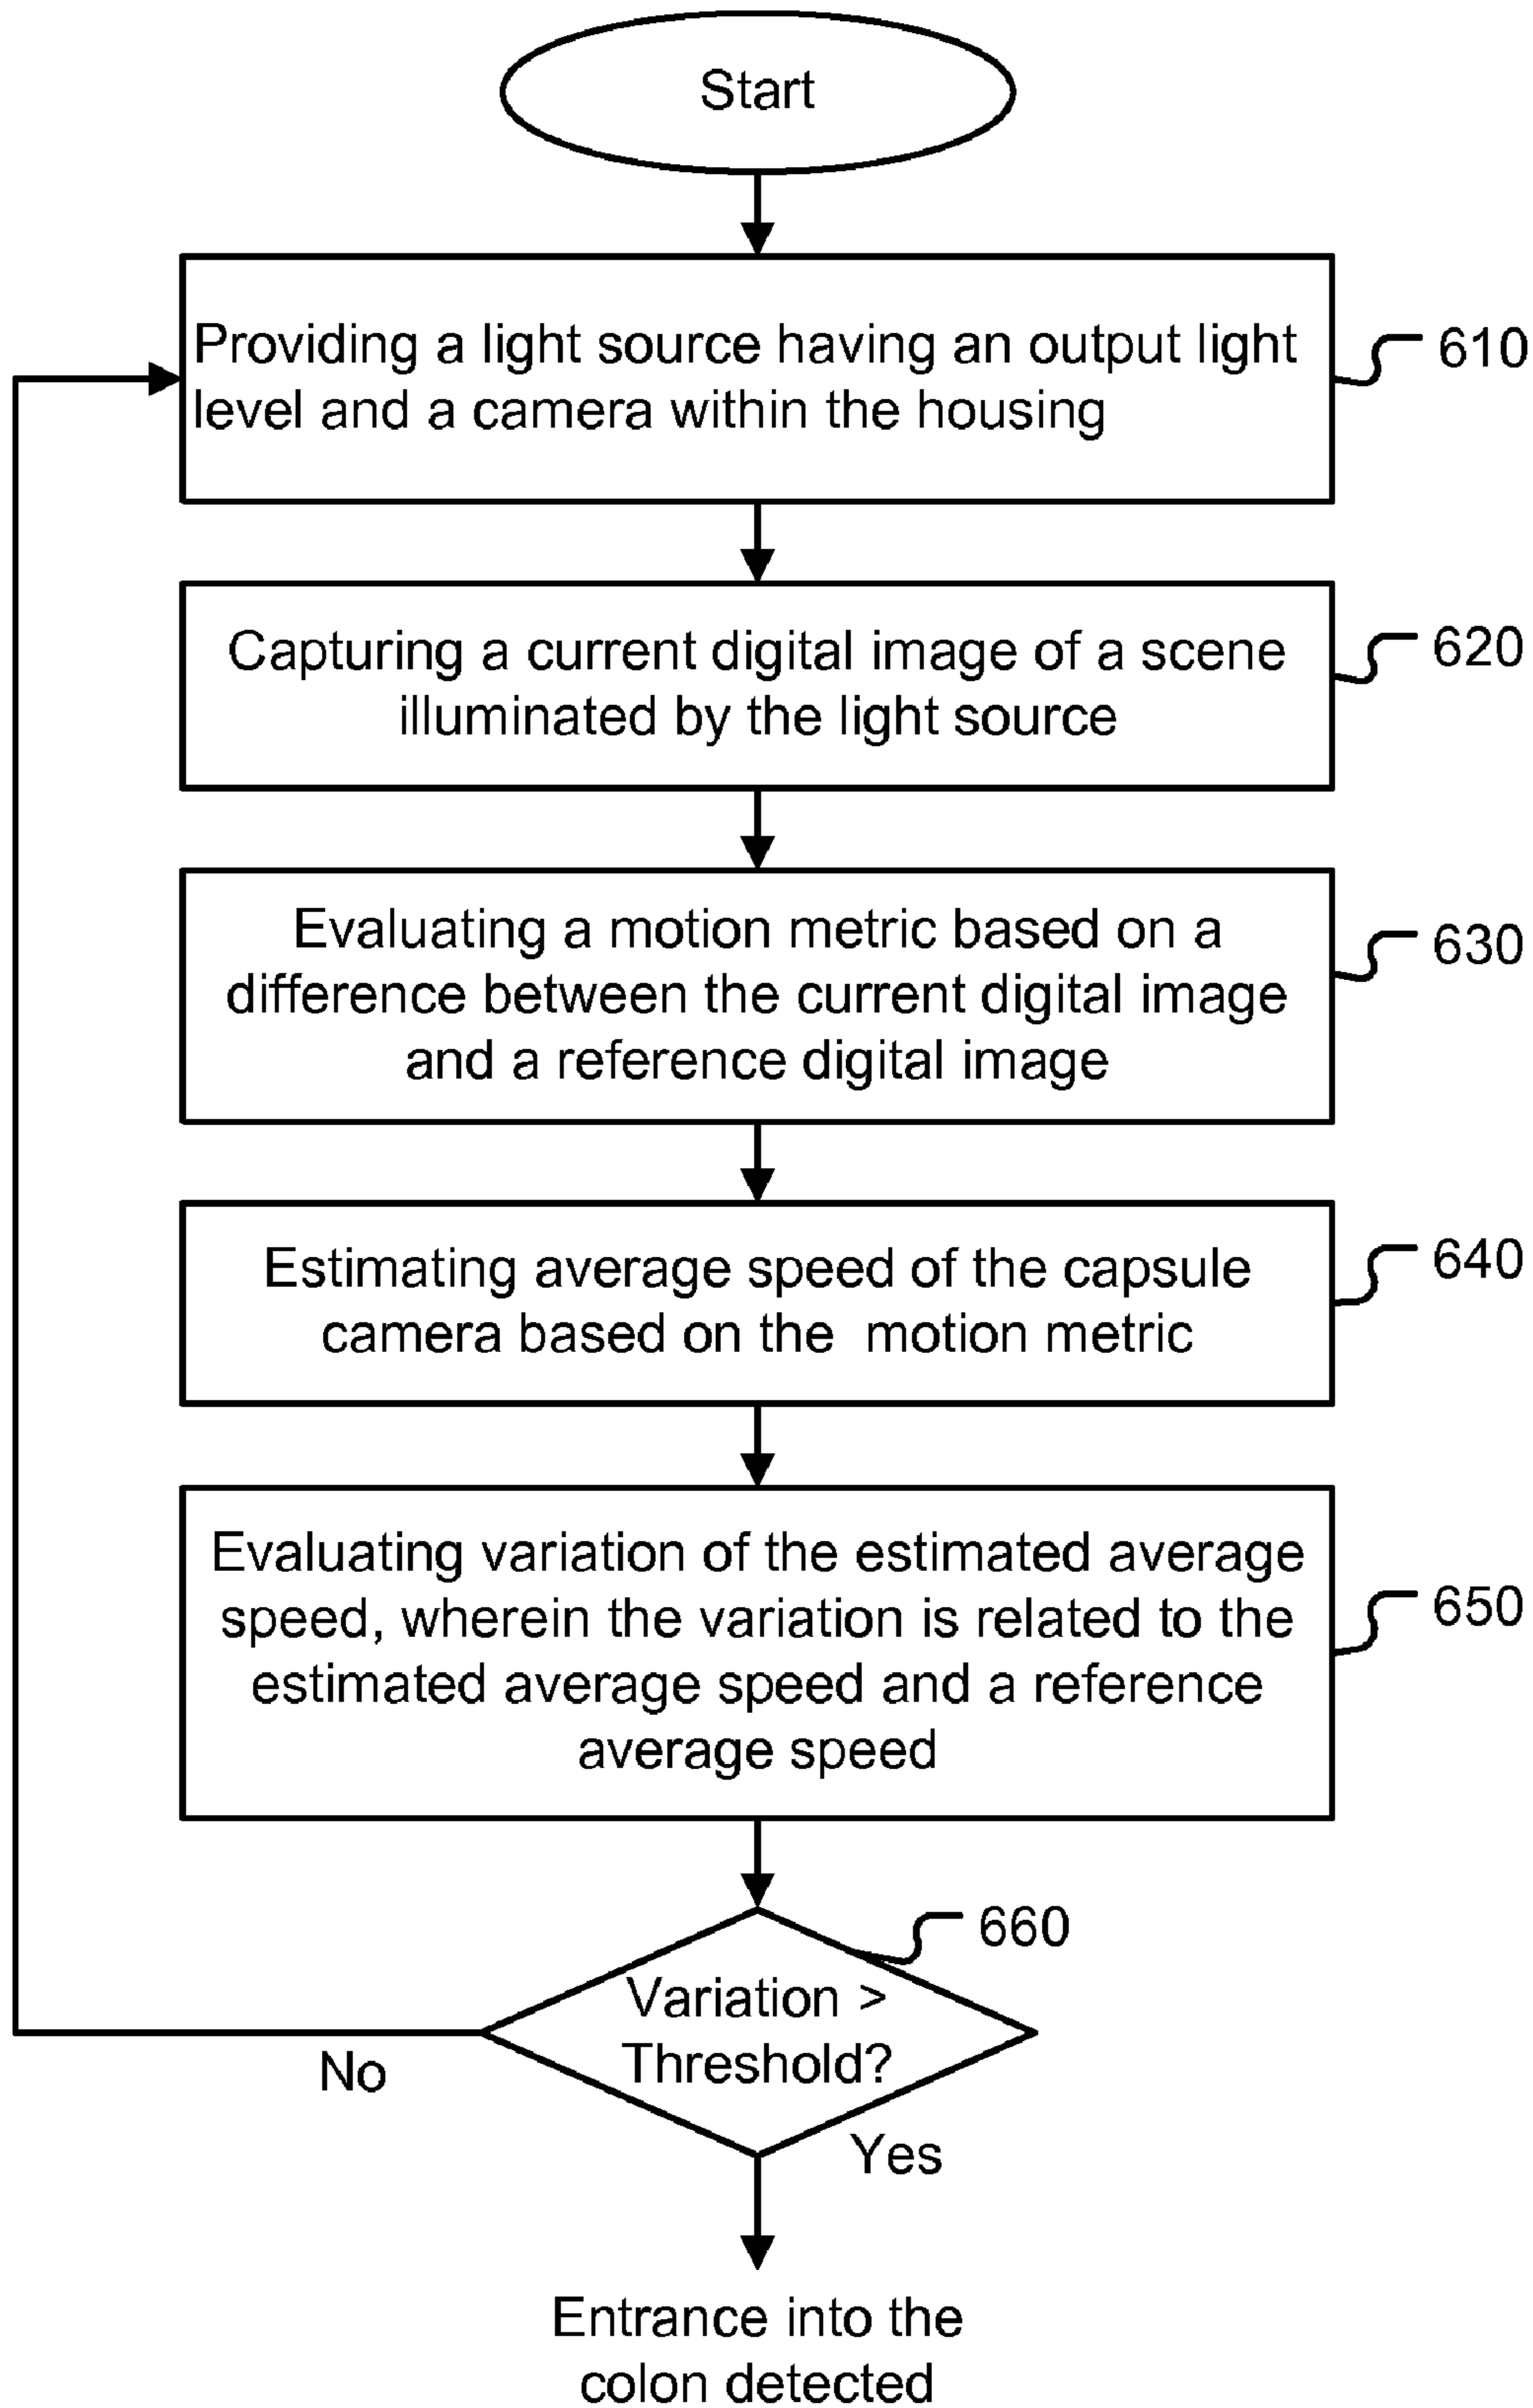 Start
Providing a light source having an output light
level and a camera within the housing
610
Capturing a current digital image of a scene
illuminated by the light source
620
Evaluating a motion metric based on a
difference between the current digital image
and a reference digital image
630
Estimating average speed of the capsule
camera based on the motion metric
640
Evaluating variation of the estimated average
speed, wherein the variation is related to the
estimated average speed and a reference
average speed
650
660
Variation >
Threshold?
No
Yes
Entrance into the
colon detected